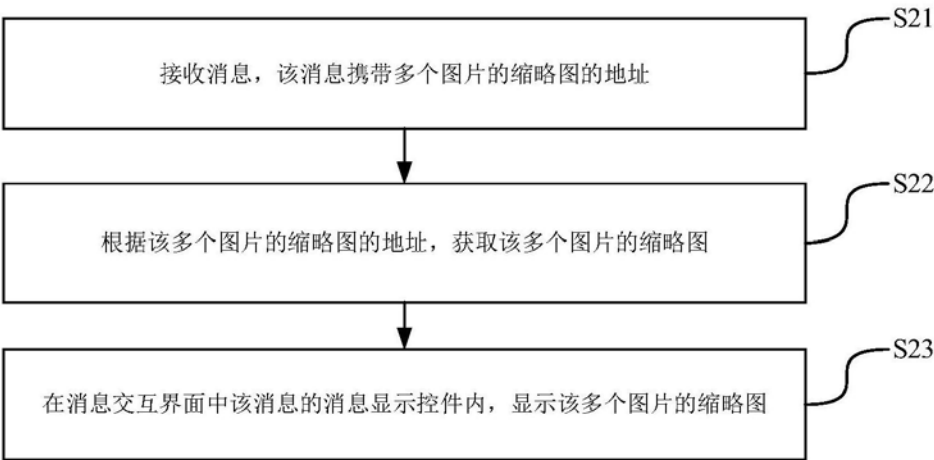 S21
接收消息，该消息携带多个图片的缩略图的地址
S22
根据该多个图片的缩略图的地址，获取该多个图片的缩略图
S23
在消息交互界面中该消息的消息显示控件内，显示该多个图片的缩略图